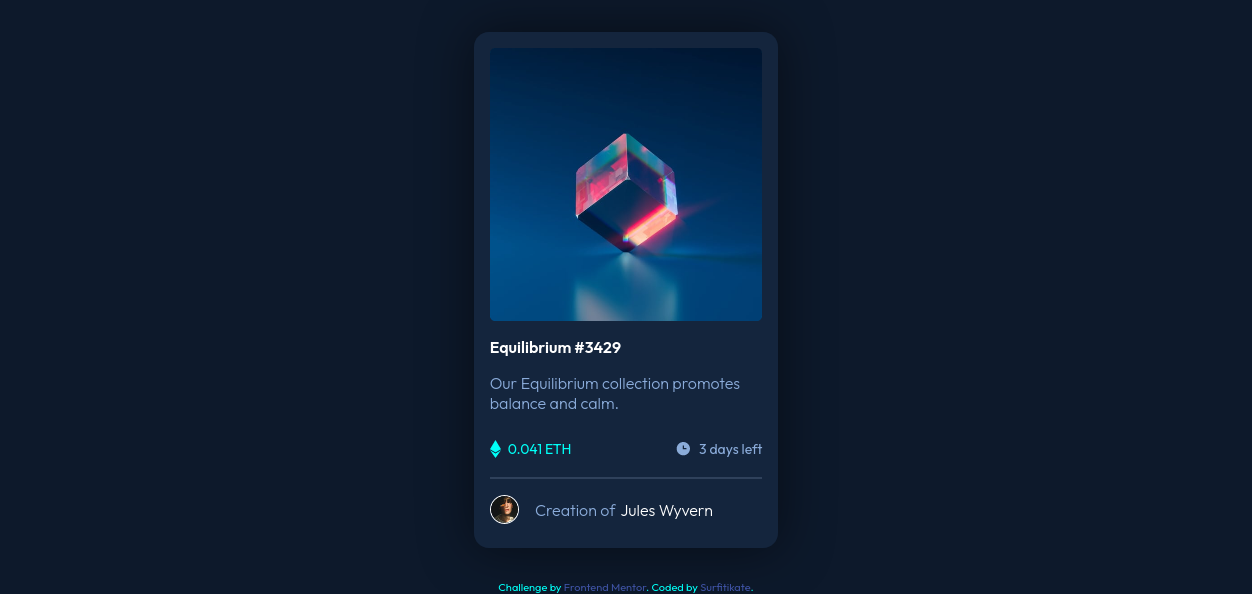 Equilibrium #3429
Our Equilibrium collection promotes
balance and calm.
0.041 ETH
3 days left
Creation of Jules Wyvern
Challenge by Frontend Mentor. Coded by Surfitikate.